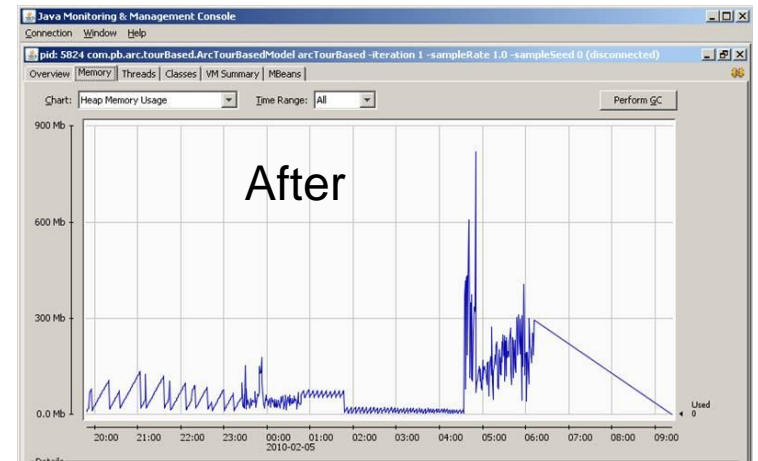 Java Monitoring & Management Console
Connection Window Help
pid: 5824 com.pb.arc.tourBased.ArcTourBasedModel arcTourBased -iteration 1 -sampleRate 1.0 -sampleSeed 0 (disconnected)
Overview Memory Threads Classes VM Summary MBeans
Chart: Heap Memory Usage Time Range: All Perform GC
900 Mb
After
600 Mb
300 Mb
0.0 Mb
Used
0
20:00 21:00 22:00 23:00 00:00 01:00 02:00 03:00 04:00 05:00 06:00 07:00 08:00 09:00
2010-02-05
Details